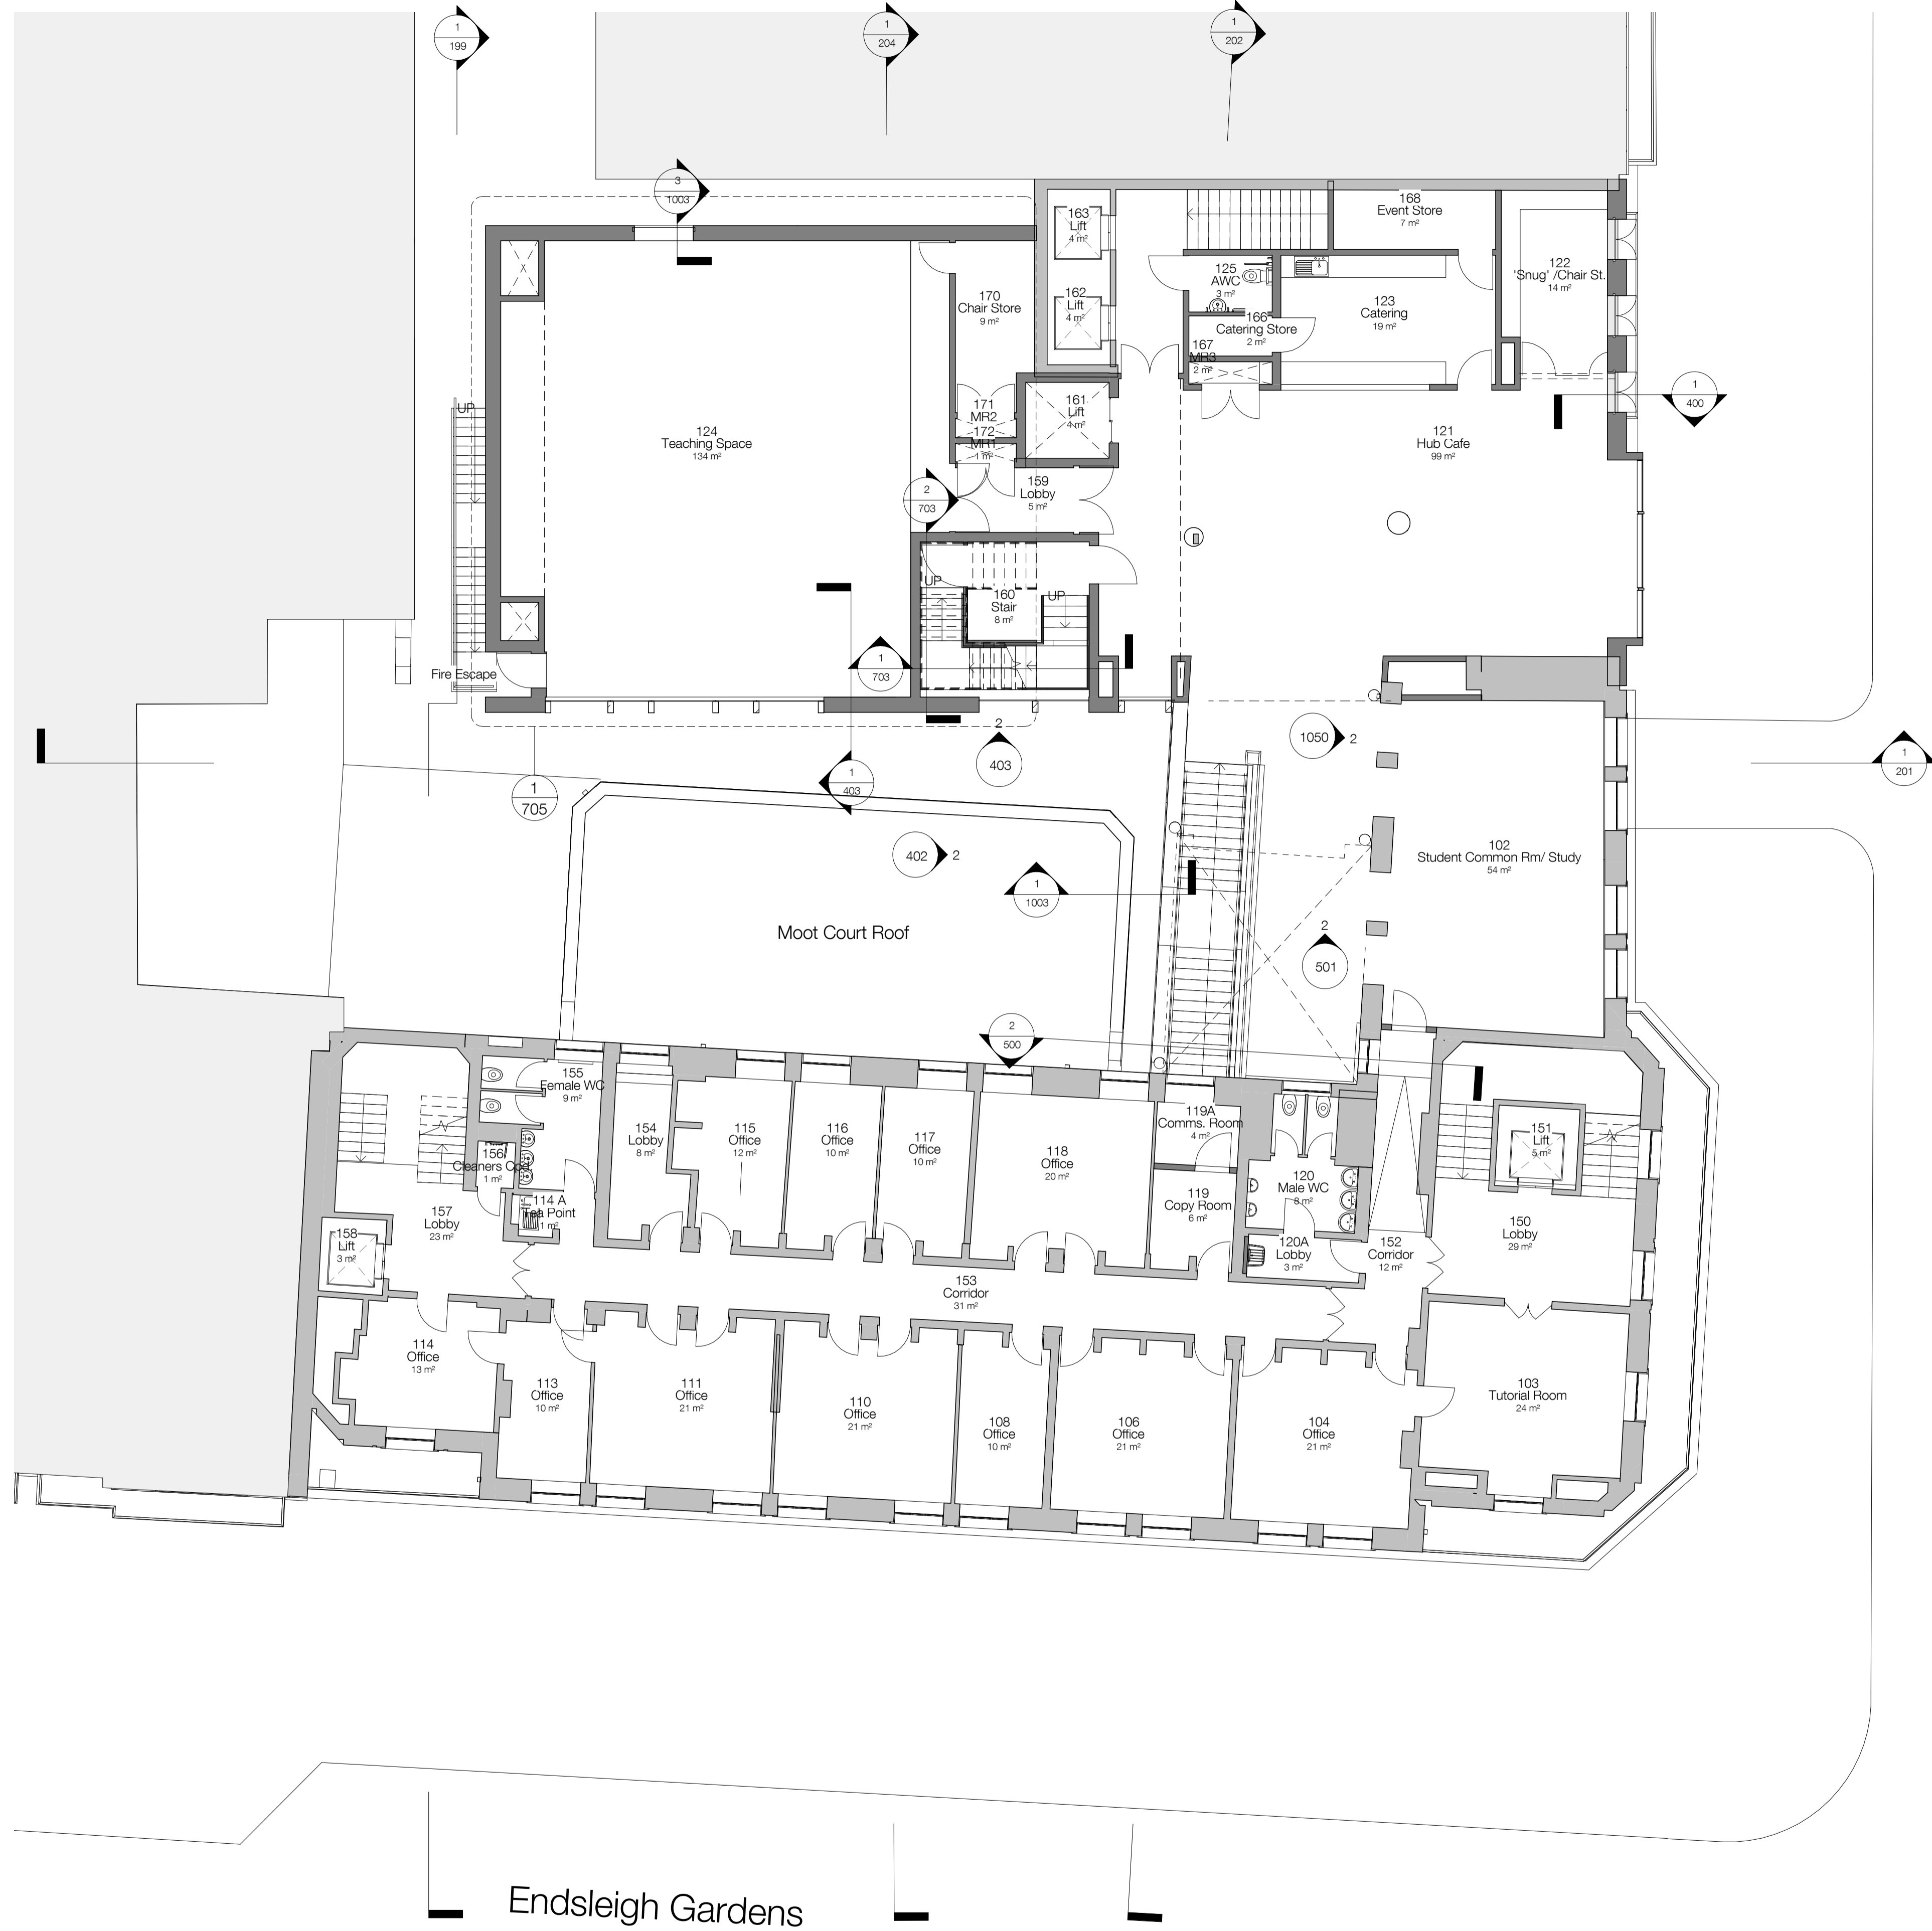 1
199
1
204
1
202
3
1003
163
Lift
4 m²
168
Event Store
7 m²
125
AWC
3 m²
122
'Snug' /Chair St.
14 m²
170
Chair Store
9 m²
162
Lift
4 m²
123
Catering
19 m²
166
Catering Store
2 m²
167
MR3
2 m²
1
400
UP
171
MR2
172
MR1
1 m²
161
Lift
4 m²
124
Teaching Space
134 m²
121
Hub Cafe
99 m²
2
703
159
Lobby
5 m²
UP
160
Stair
8 m²
UP
1
703
Fire Escape
2
403
1050
2
1
201
1
403
1
705
402
2
102
Student Common Rm/ Study
54 m²
1
1003
Moot Court Roof
2
501
2
500
155
Female WC
9 m²
154
Lobby
8 m²
115
Office
12 m²
116
Office
10 m²
117
Office
10 m²
118
Office
20 m²
119A
Comms. Room
4 m²
151
Lift
5 m²
156
Cleaners
1 m²
114 A
Tea Point
1 m²
119
Copy Room
6 m²
120
Male WC
8 m²
157
Lobby
23 m²
158
Lift
3 m²
120A
Lobby
3 m²
152
Corridor
12 m²
150
Lobby
29 m²
153
Corridor
31 m²
114
Office
13 m²
113
Office
10 m²
111
Office
21 m²
110
Office
21 m²
108
Office
10 m²
106
Office
21 m²
104
Office
21 m²
103
Tutorial Room
24 m²
Endsleigh Gardens